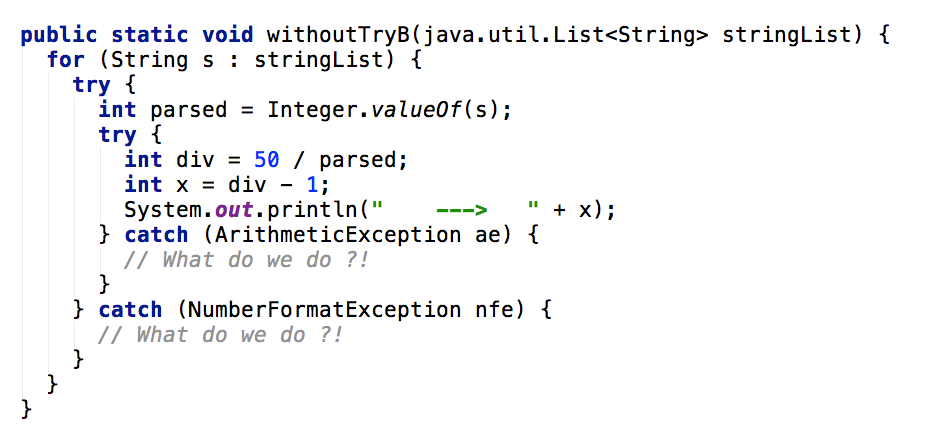 public static void withoutTryB(java.util.List<String> stringList) {
  for (String s : stringList) {
    try {
      int parsed = Integer.valueOf(s);
      try {
        int div = 50 / parsed;
        int x = div - 1;
        System.out.println("    --->   " + x);
      } catch (ArithmeticException ae) {
        // What do we do ?!
      }
    } catch (NumberFormatException nfe) {
      // What do we do ?!
    }
  }
}